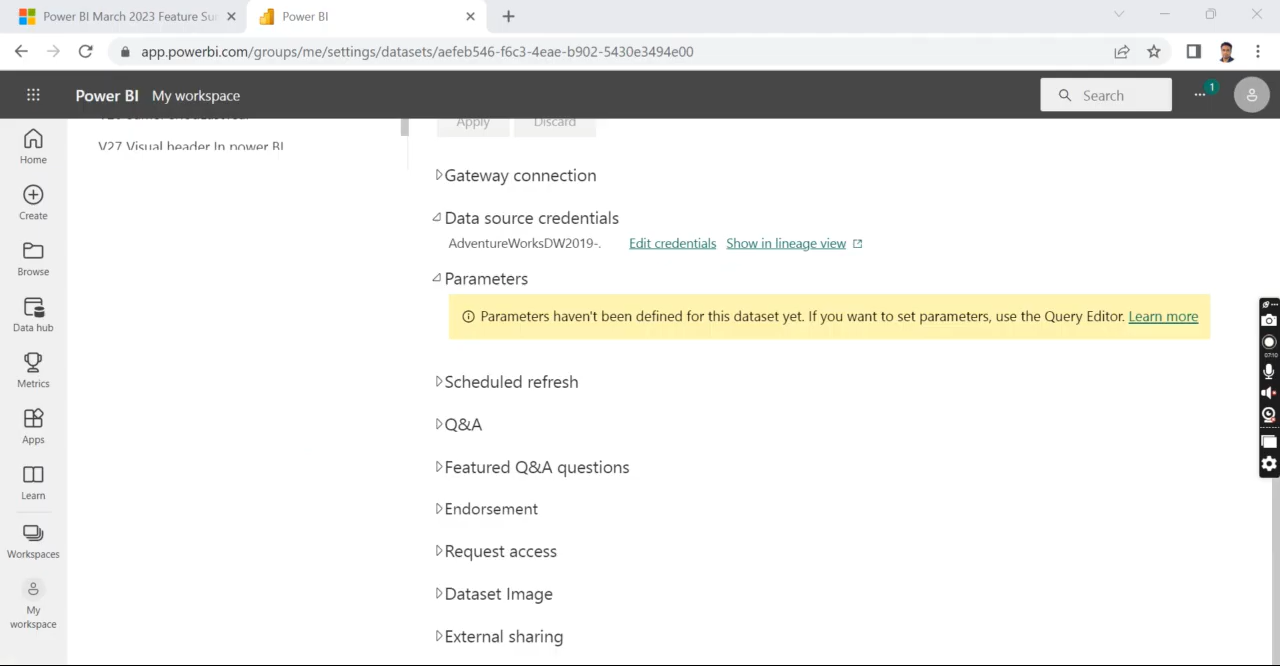 Power BI March 2023 Feature Su
Power BI
app.powerbi.com/groups/me/settings/datasets/aefeb546-f6c3-4eae-b902-5430e3494e00
Power BI My workspace
Search
1
Home
Create
Browse
Data hub
Metrics
Apps
Learn
Workspaces
My
workspace
V27 Visual header In power BI
Apply Discard
Gateway connection
Data source credentials
AdventureWorksDW2019-. Edit credentials Show in lineage view
Parameters
Parameters haven't been defined for this dataset yet. If you want to set parameters, use the Query Editor. Learn more
Scheduled refresh
Q&A
Featured Q&A questions
Endorsement
Request access
Dataset Image
External sharing
07:10